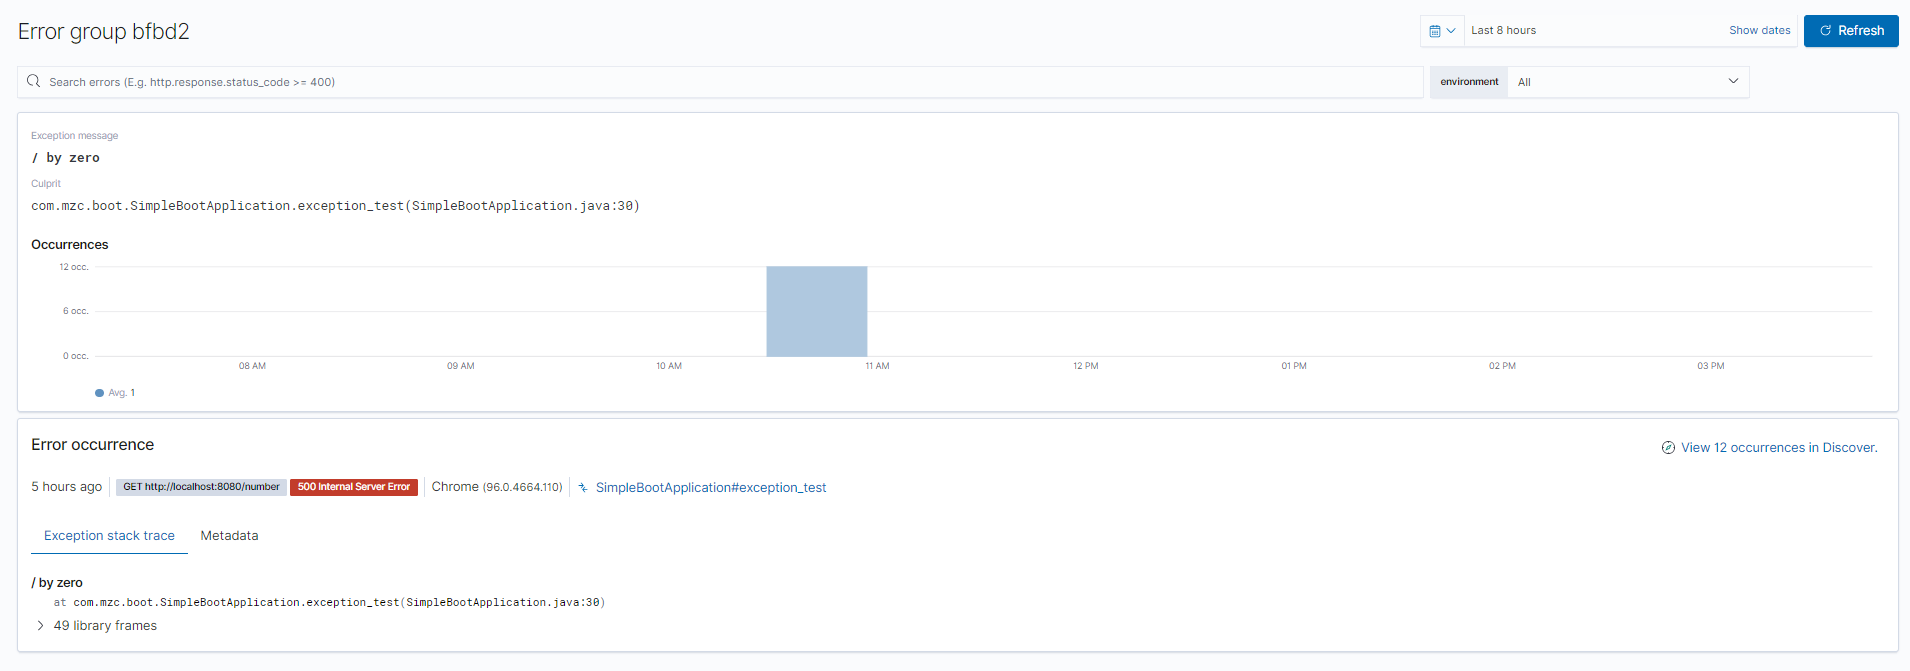 Error group bfbd2
Last 8 hours
Show dates
Refresh
Search errors (E.g. http.response.status_code >= 400)
environment
All
Exception message
/ by zero
Culprit
com.mzc.boot.SimpleBootApplication.exception_test(SimpleBootApplication.java:30)
Occurrences
12 occ.
6 occ.
0 occ.
08 AM 09 AM 10 AM 11 AM 12 PM 01 PM 02 PM 03 PM
Avg. 1
Error occurrence
View 12 occurrences in Discover.
5 hours ago GET http://localhost:8080/number 500 Internal Server Error Chrome (96.0.4664.110) SimpleBootApplication#exception_test
Exception stack trace Metadata
/ by zero
at com.mzc.boot.SimpleBootApplication.exception_test(SimpleBootApplication.java:30)
49 library frames